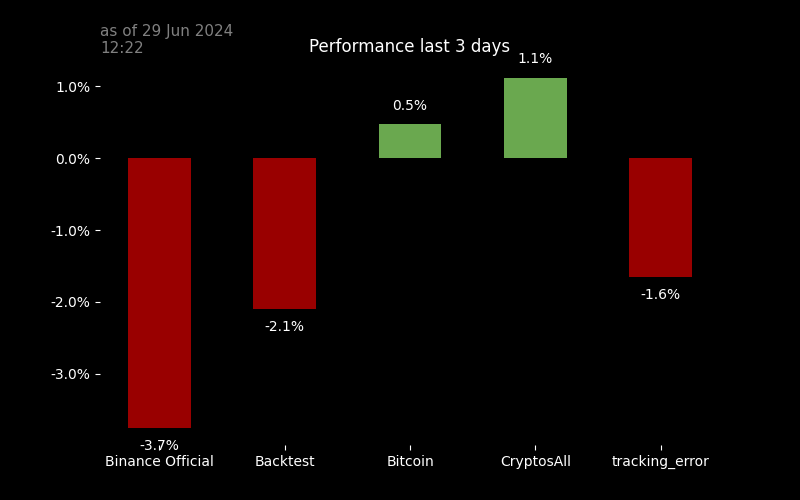 as of 29 Jun 2024
12:22
Performance last 3 days
1.1%
1.0%
0.5%
0.0%
-1.0%
-2.0%
-3.0%
-1.6%
-2.1%
-3.7%
Binance Official
Backtest
Bitcoin
CryptosAll
tracking_error